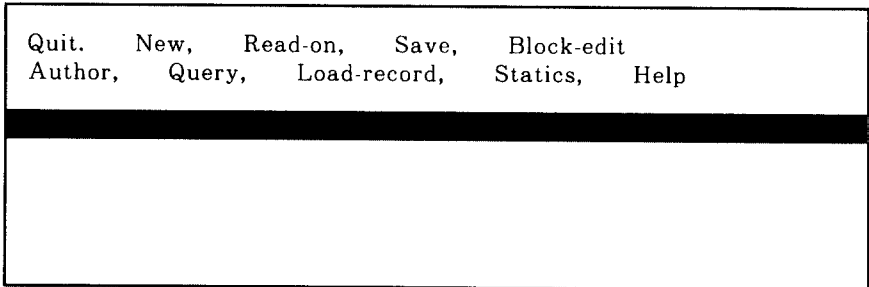 Quit. New, Read-on, Save, Block-edit
Author, Query, Load-record, Statics, Help